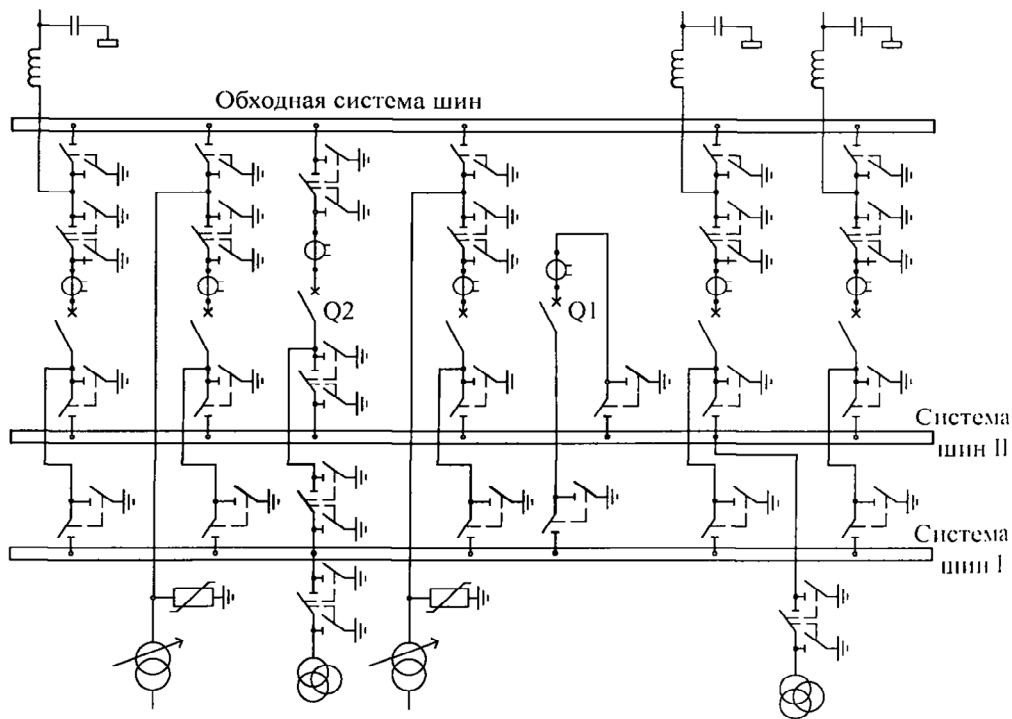 Обходная система шин
Q2
Q1
Система
шин II
Система
шин I